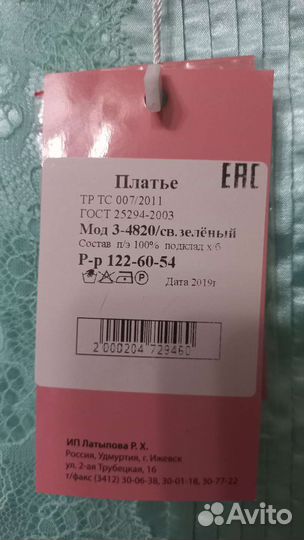 EAC
Платье
ТР ТС 007/2011
ГОСТ 25294-2003
Мод 3-4820/св.зелёный
Состав п/э 100% подклад х/б
Р-р 122-60-54
Дата 2019г
2000204729460
ИП Латыпова Р. Х.
Россия, Удмуртия, г. Ижевск
ул. 2-ая Трубецкая, 16
т/факс (3412) 30-06-38, 30-01-18, 30-77-22
Avito